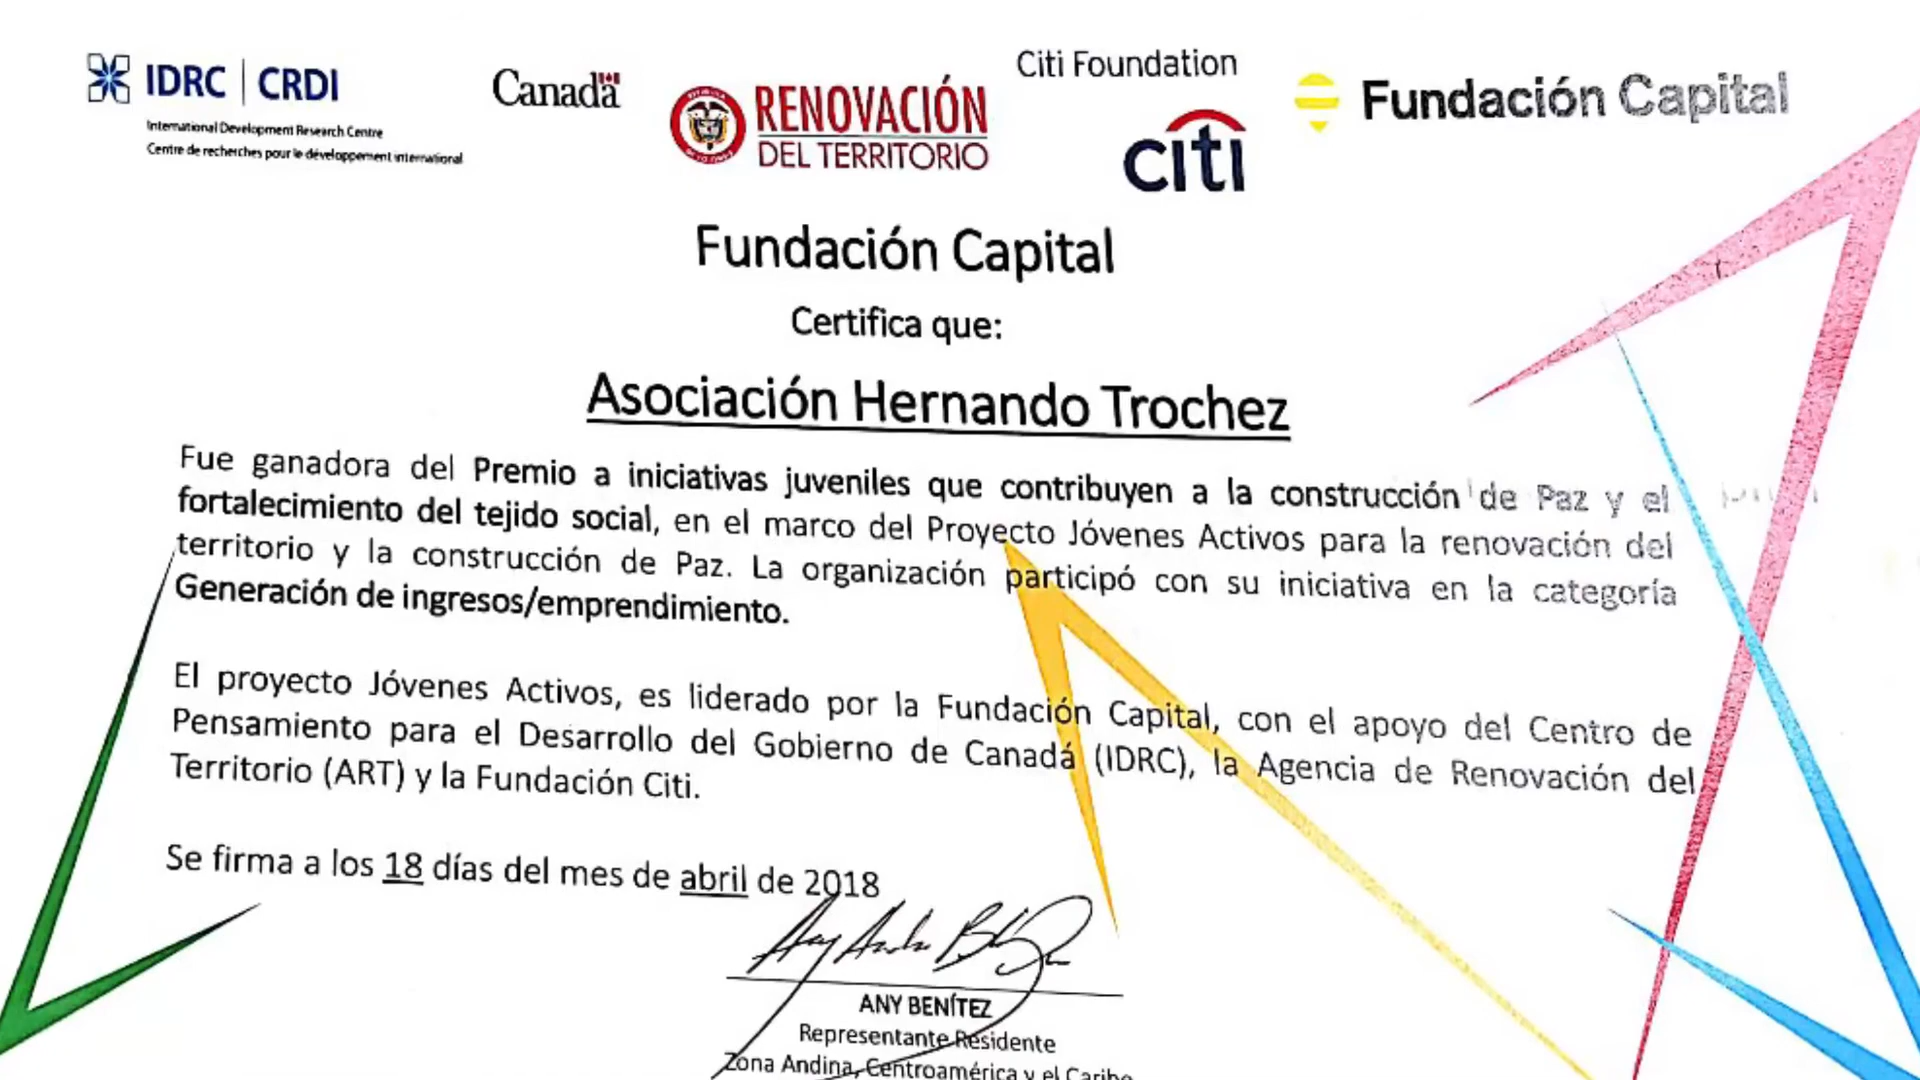 IDRC | CRDI
International Development Research Centre
Centre de recherches pour le développement international
Canada
RENOVACIÓN
DEL TERRITORIO
Citi Foundation
citi
Fundación Capital
Fundación Capital
Certifica que:
Asociación Hernando Trochez
Fue ganadora del Premio a iniciativas juveniles que contribuyen a la construcción de Paz y el
fortalecimiento del tejido social, en el marco del Proyecto Jóvenes Activos para la renovación del
territorio y la construcción de Paz. La organización participó con su iniciativa en la categoría
Generación de ingresos/emprendimiento.
El proyecto Jóvenes Activos, es liderado por la Fundación Capital, con el apoyo del Centro de
Pensamiento para el Desarrollo del Gobierno de Canadá (IDRC), la Agencia de Renovación del
Territorio (ART) y la Fundación Citi.
Se firma a los 18 días del mes de abril de 2018
ANY BENÍTEZ
Representante Residente
Zona Andina, Centroamérica y el Caribe